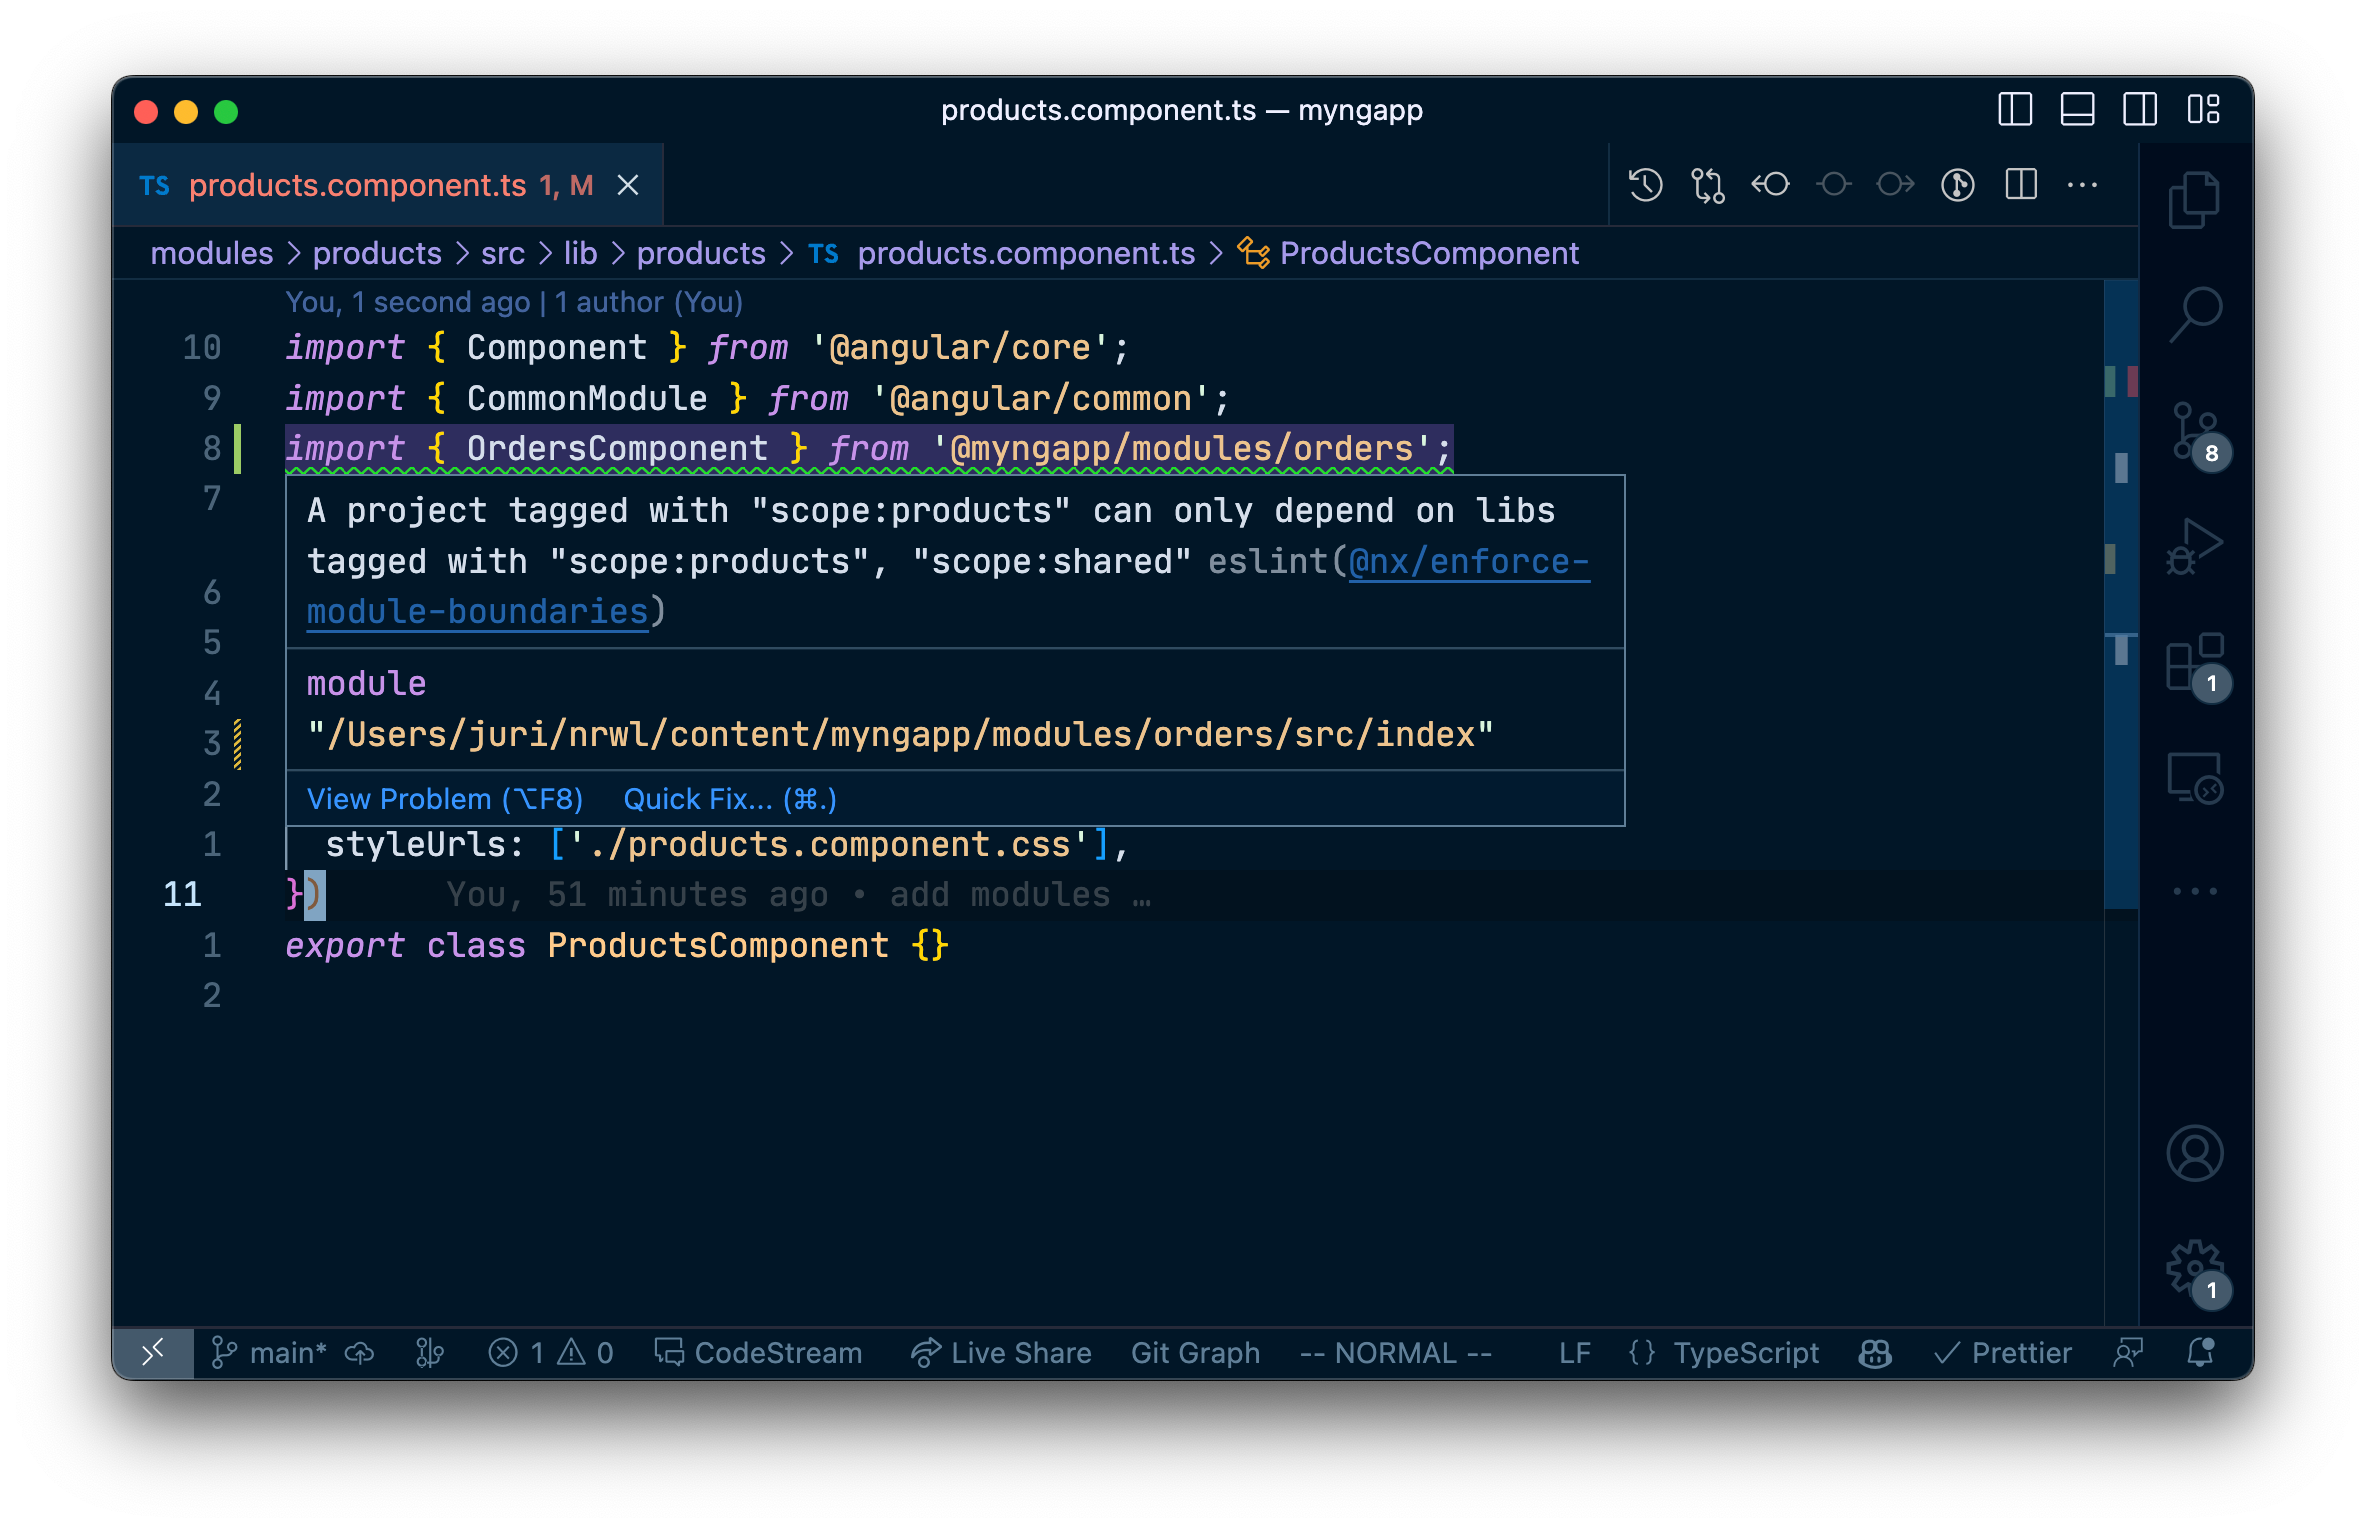 products.component.ts — myngapp
TS products.component.ts 1, M
modules > products > src > lib > products > TS products.component.ts > ProductsComponent
You, 1 second ago | 1 author (You)
10 import { Component } from '@angular/core';
9 import { CommonModule } from '@angular/common';
8 import { OrdersComponent } from '@myngapp/modules/orders';
7
A project tagged with "scope:products" can only depend on libs
tagged with "scope:products", "scope:shared" eslint(@nx/enforce-
module-boundaries)
6
5
4
module
"/Users/juri/nrwl/content/myngapp/modules/orders/src/index"
3
2
View Problem (⌥F8) Quick Fix... (⌘.)
1 styleUrls: ['./products.component.css'],
11 }) You, 51 minutes ago • add modules …
1 export class ProductsComponent {}
2
8
1
1
main* 1 0 CodeStream Live Share Git Graph -- NORMAL -- LF {} TypeScript Prettier